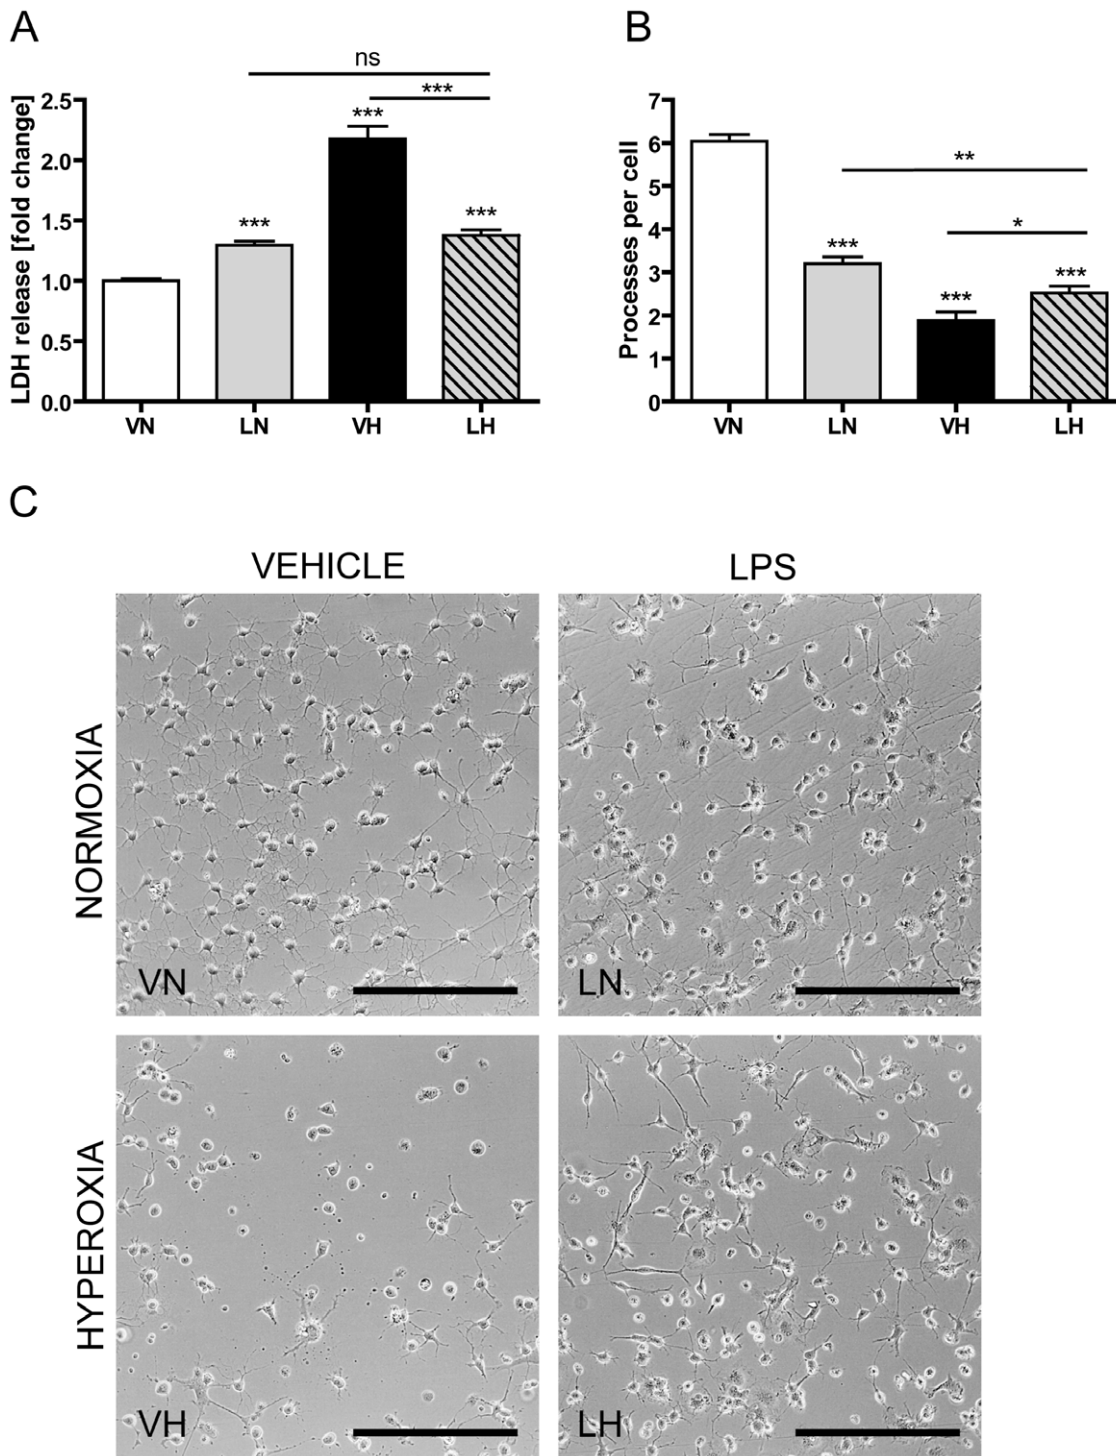 A
ns
***
LDH release [fold change]
2.5
2.0
1.5
1.0
0.5
0.0
***
***
***
VN
LN
VH
LH
B
Processes per cell
7
6
5
4
3
2
1
0
**
*
***
***
***
VN
LN
VH
LH
C
VEHICLE
LPS
NORMOXIA
VN
LN
HYPEROXIA
VH
LH